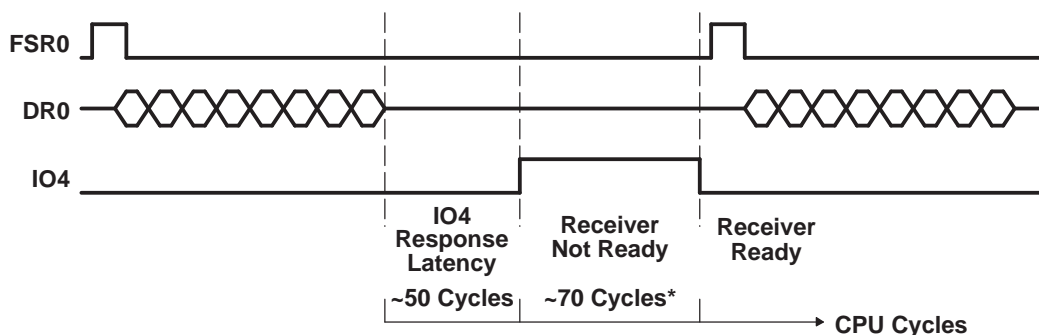 FSR0
DR0
IO4
IO4
Response
Latency
Receiver
Not Ready
Receiver
Ready
~50 Cycles
~70 Cycles*
CPU Cycles